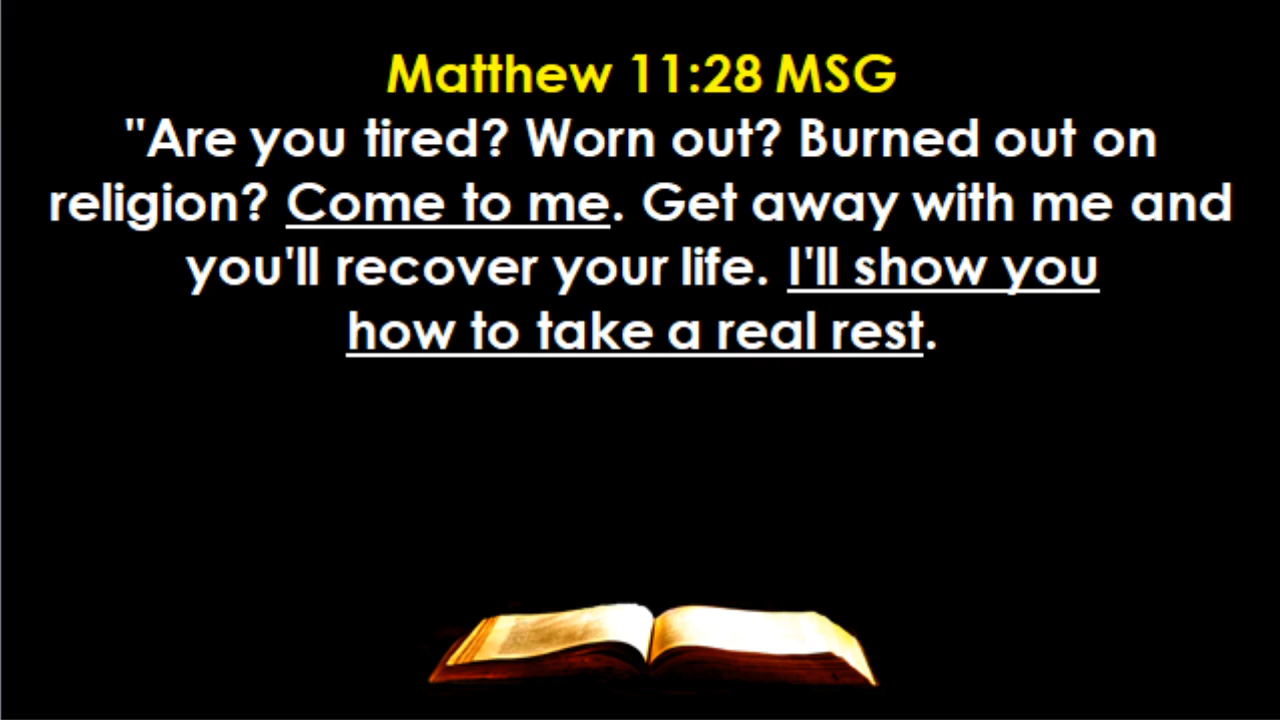 Matthew 11:28 MSG
"Are you tired? Worn out? Burned out on
religion? Come to me. Get away with me and
you'll recover your life. I'll show you
how to take a real rest.